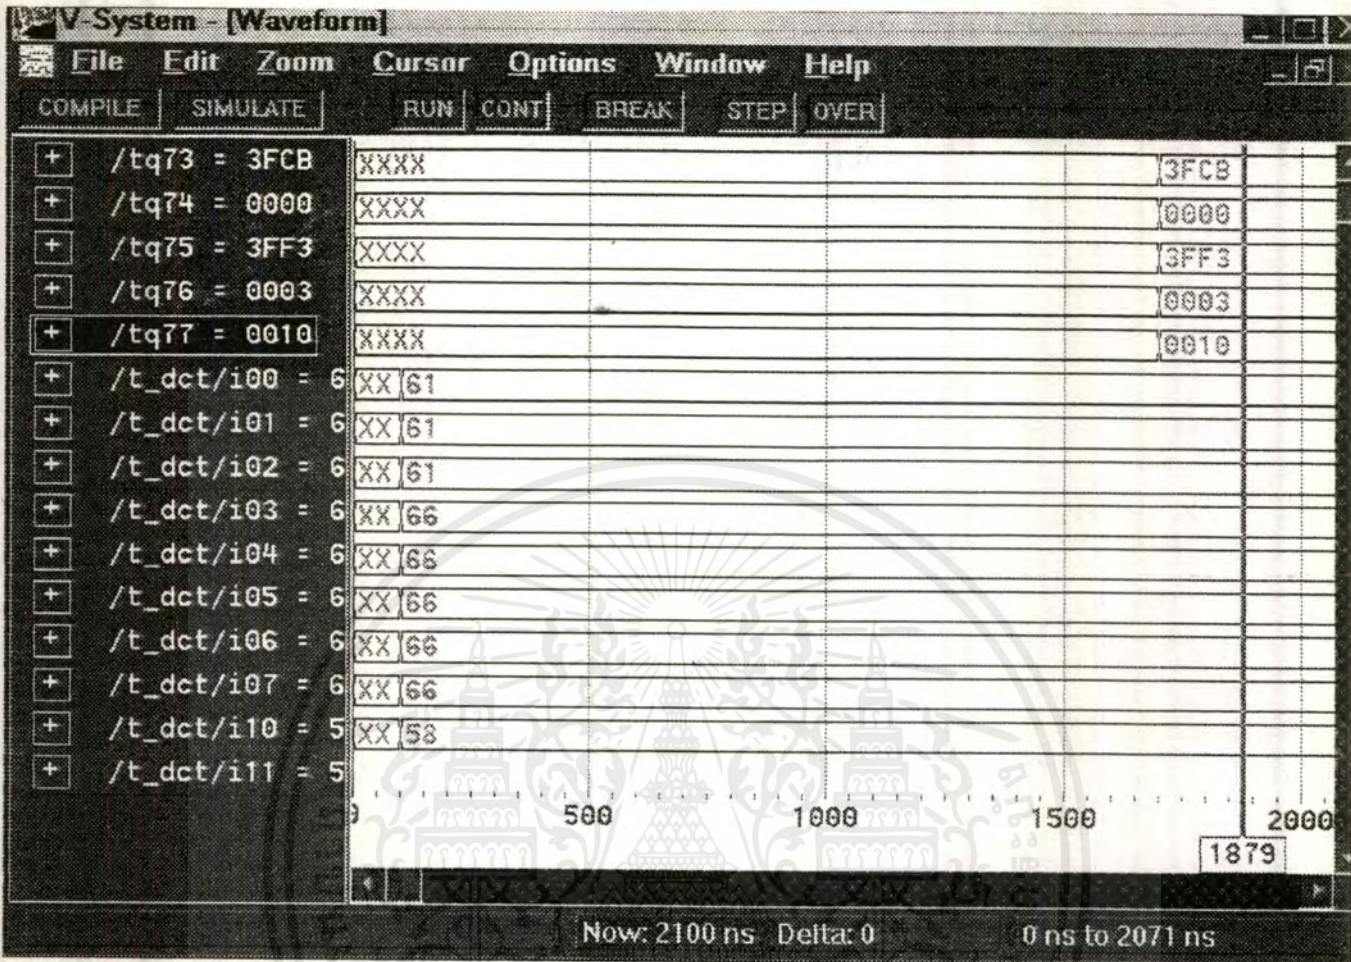 V-System - [Waveform]
File Edit Zoom Cursor Options Window Help
COMPILE SIMULATE RUN CONT BREAK STEP OVER
+ /tq73 = 3FCB XXXX 3FCB
+ /tq74 = 0000 XXXX 0000
+ /tq75 = 3FF3 XXXX 3FF3
+ /tq76 = 0003 XXXX 0003
+ /tq77 = 0010 XXXX 0010
+ /t_dct/i00 = 6 XX 61
+ /t_dct/i01 = 6 XX 61
+ /t_dct/i02 = 6 XX 61
+ /t_dct/i03 = 6 XX 66
+ /t_dct/i04 = 6 XX 66
+ /t_dct/i05 = 6 XX 66
+ /t_dct/i06 = 6 XX 66
+ /t_dct/i07 = 6 XX 66
+ /t_dct/i10 = 5 XX 58
+ /t_dct/i11 = 5
0 500 1000 1500 2000
1879
Now: 2100 ns Delta: 0 0 ns to 2071 ns